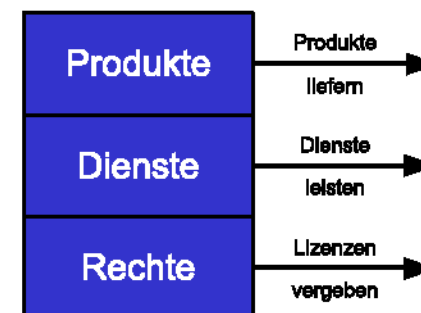 Produkte
Produkte
liefern
Dienste
Dienste
leisten
Rechte
Lizenzen
vergeben